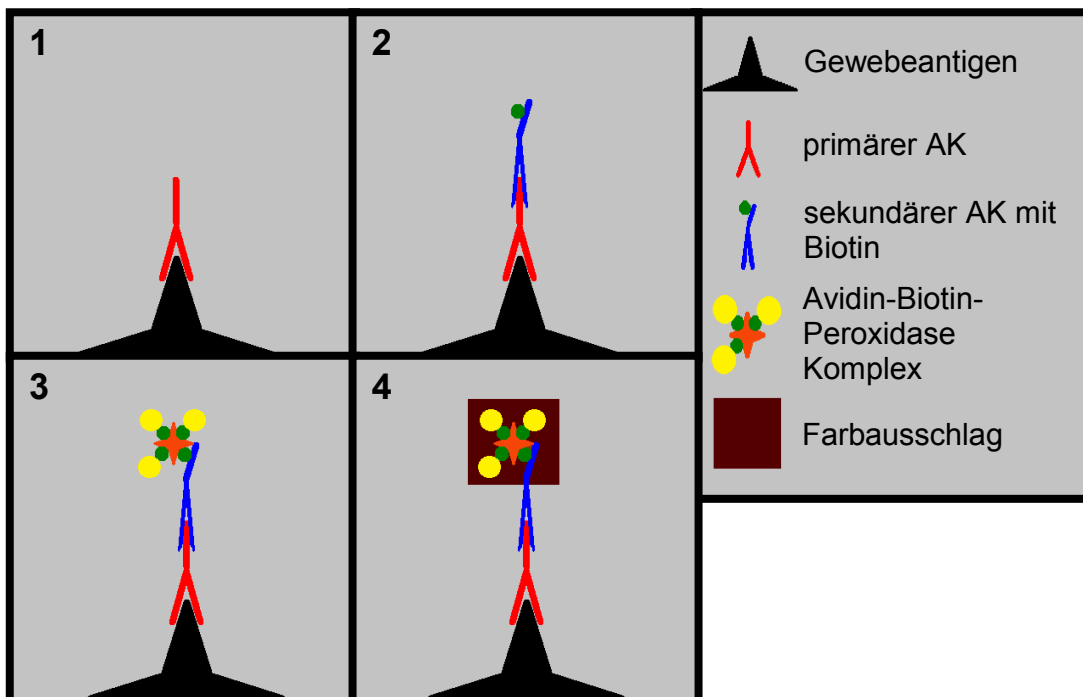 1
2
3
4
Gewebeantigen
primärer AK
sekundärer AK mit
Biotin
Avidin-Biotin-
Peroxidase
Komplex
Farbausschlag